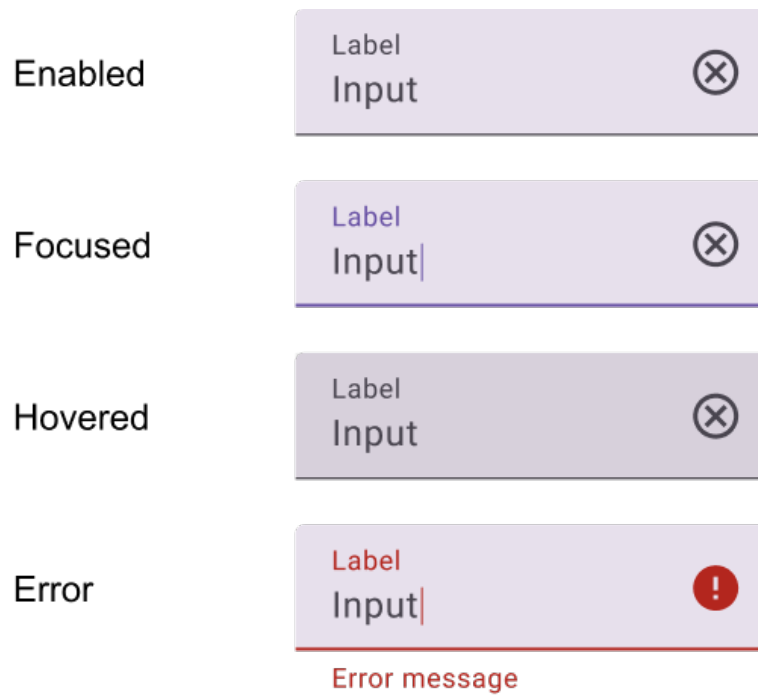 Enabled
Label
Input
Focused
Label
Input
Hovered
Label
Input
Error
Label
Input
Error message